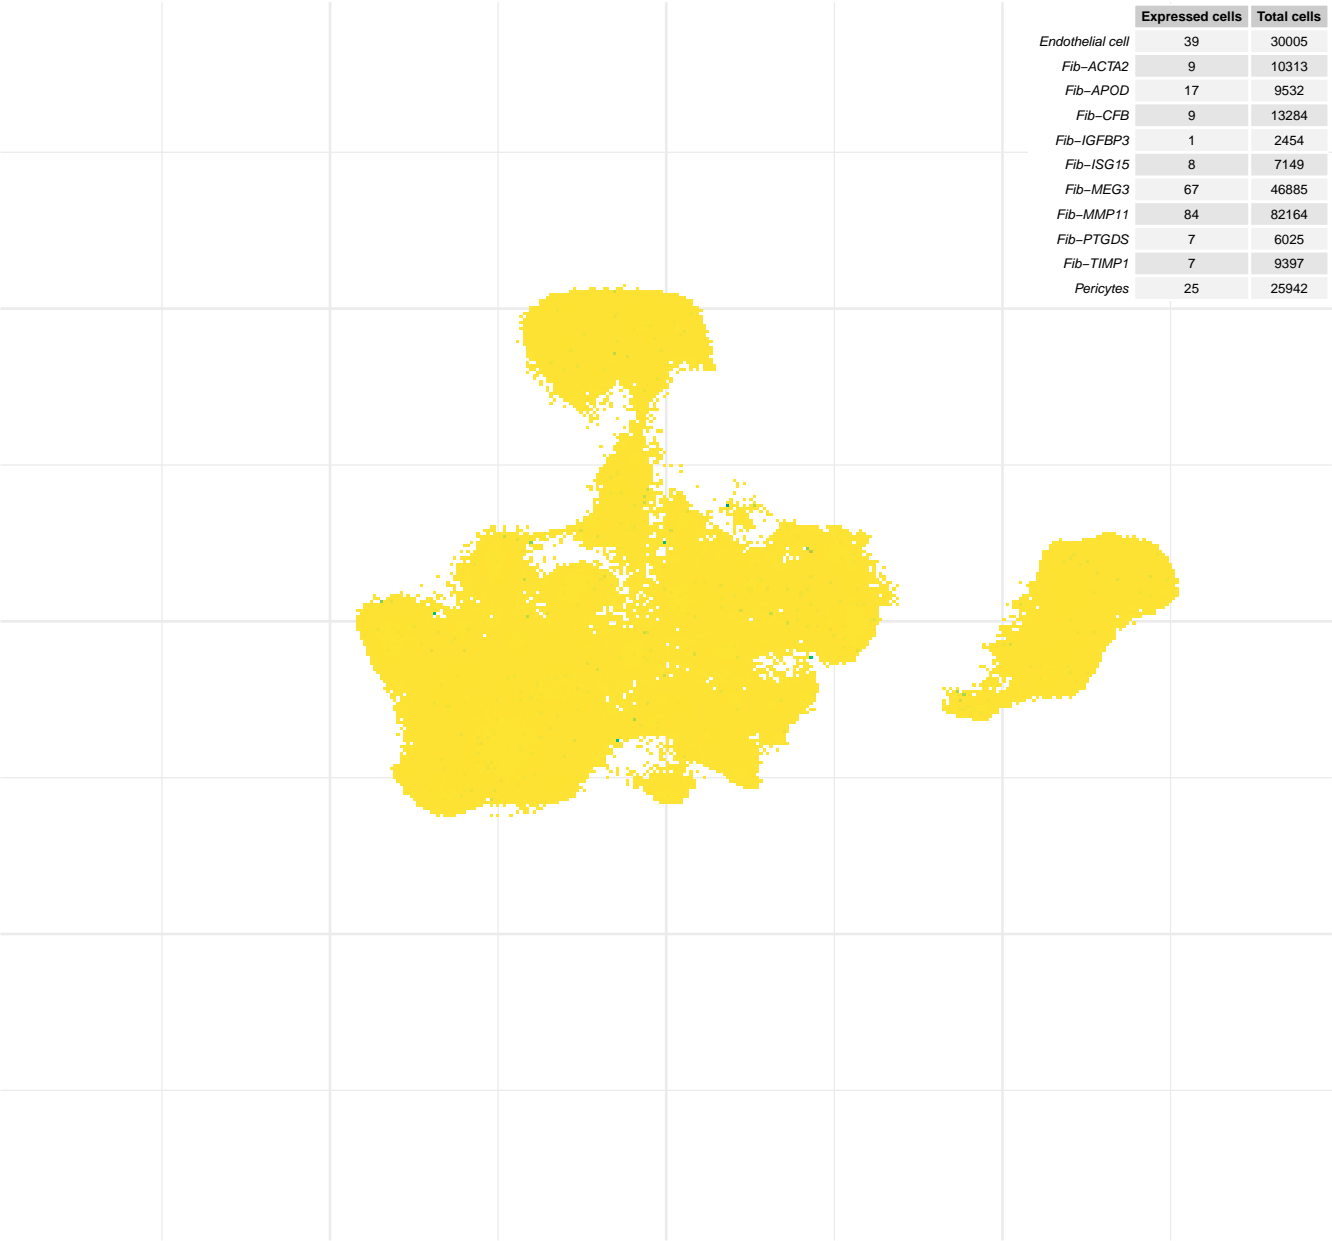 Expressed cells Total cells
Endothelial cell 39 30005
Fib−ACTA2 9 10313
Fib−APOD 17 9532
Fib−CFB 9 13284
Fib−IGFBP3 1 2454
Fib−ISG15 8 7149
Fib−MEG3 67 46885
Fib−MMP11 84 82164
Fib−PTGDS 7 6025
Fib−TIMP1 7 9397
Pericytes 25 25942